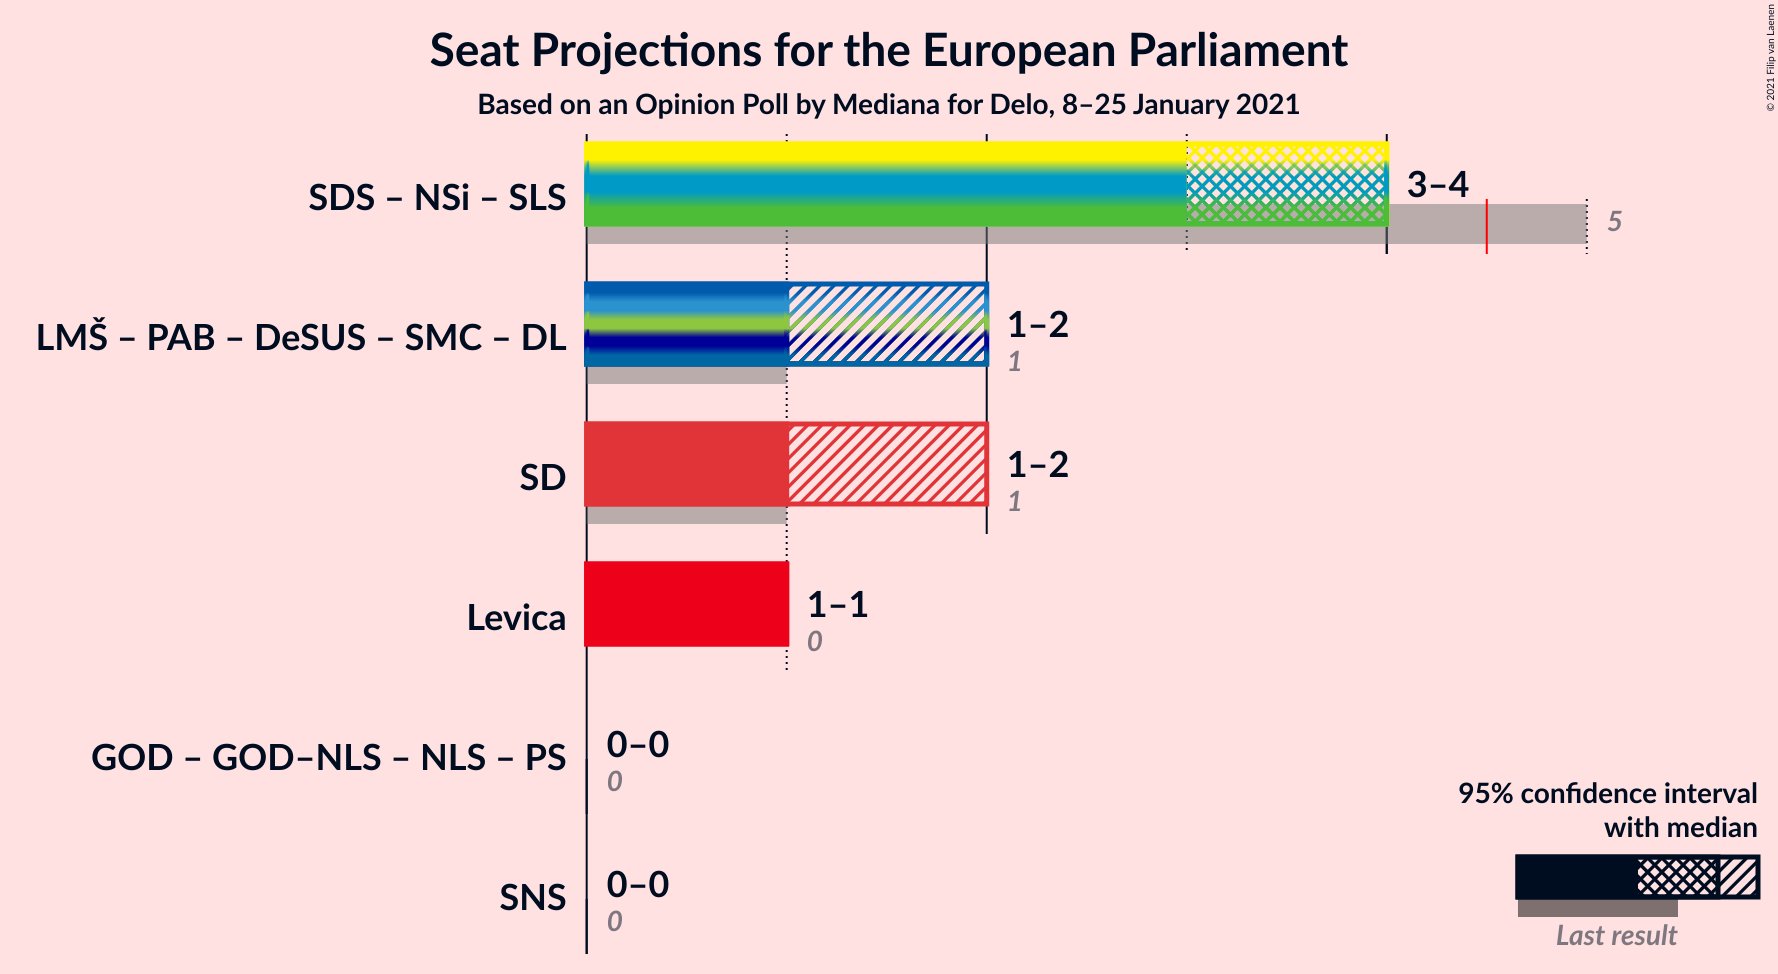 Seat Projections for the European Parliament
Based on an Opinion Poll by Mediana for Delo, 8–25 January 2021
© 2021 Filip van Laenen
SDS – NSi – SLS
3–4
5
LMŠ – PAB – DeSUS – SMC – DL
1–2
1
SD
1–2
1
Levica
1–1
0
GOD – GOD–NLS – NLS – PS
0–0
0
SNS
0–0
0
95% confidence interval
with median
Last result